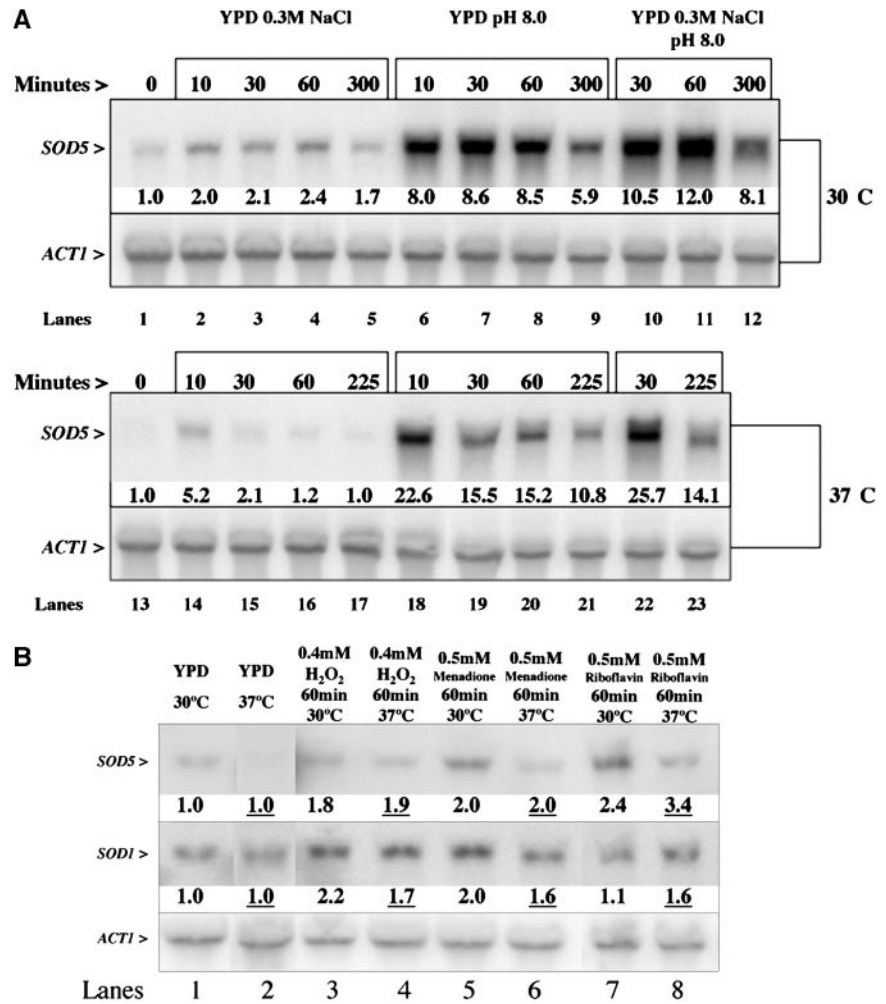 A
YPD 0.3M NaCl YPD pH 8.0 YPD 0.3M NaCl
pH 8.0
Minutes > 0 10 30 60 300 10 30 60 300 30 60 300
SOD5 >
1.0 2.0 2.1 2.4 1.7 8.0 8.6 8.5 5.9 10.5 12.0 8.1
30 C
ACT1 >
Lanes 1 2 3 4 5 6 7 8 9 10 11 12
Minutes > 0 10 30 60 225 10 30 60 225 30 225
SOD5 >
1.0 5.2 2.1 1.2 1.0 22.6 15.5 15.2 10.8 25.7 14.1
37 C
ACT1 >
Lanes 13 14 15 16 17 18 19 20 21 22 23
B
YPD YPD 0.4mM 0.4mM 0.5mM 0.5mM 0.5mM 0.5mM
H₂O₂ H₂O₂ Menadione Menadione Riboflavin Riboflavin
30ºC 37ºC 60min 60min 60min 60min 60min 60min
30ºC 37ºC 30ºC 37ºC 30ºC 37ºC
SOD5 >
1.0 1.0 1.8 1.9 2.0 2.0 2.4 3.4
SOD1 >
1.0 1.0 2.2 1.7 2.0 1.6 1.1 1.6
ACT1 >
Lanes 1 2 3 4 5 6 7 8